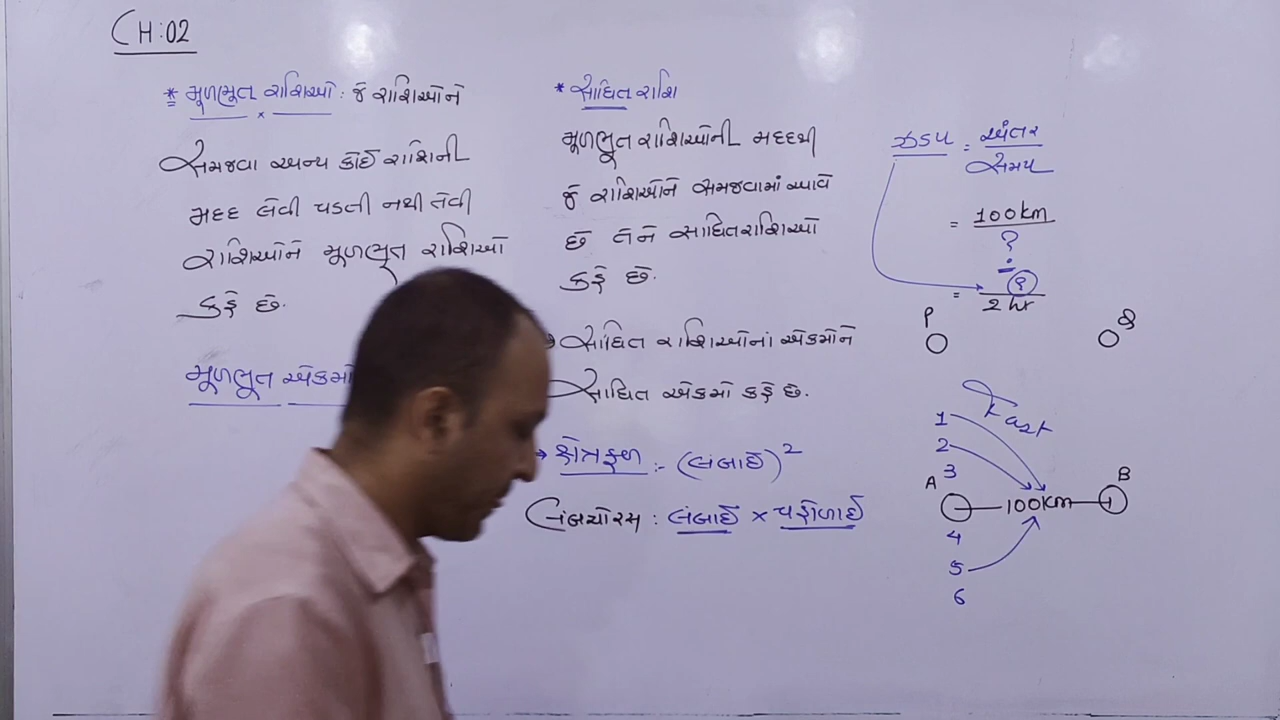 CH:02
* મૂળભૂત રાશિઓ : જે રાશિઓને
સમજવા અન્ય કોઈ રાશિની
મદદ લેવી પડતી નથી તેવી
રાશિઓને મૂળભૂત રાશિઓ
કહે છે.
મૂળભૂત એકમો
* સાધિત રાશિ
મૂળભૂત રાશિઓની મદદથી
જે રાશિઓને સમજવામાં આવે
છે તેને સાધિત રાશિઓ
કહે છે.
સાધિત રાશિઓનાં એકમોને
સાધિત એકમો કહે છે.
→ ક્ષેત્રફળ :- (લંબાઈ)²
લંબચોરસ : લંબાઈ × પહોળાઈ
ઝડપ = અંતર
સમય
= 100km
?
= ?
2 hr
P Q
Fast
1
2
3
A 100km B
4
5
6